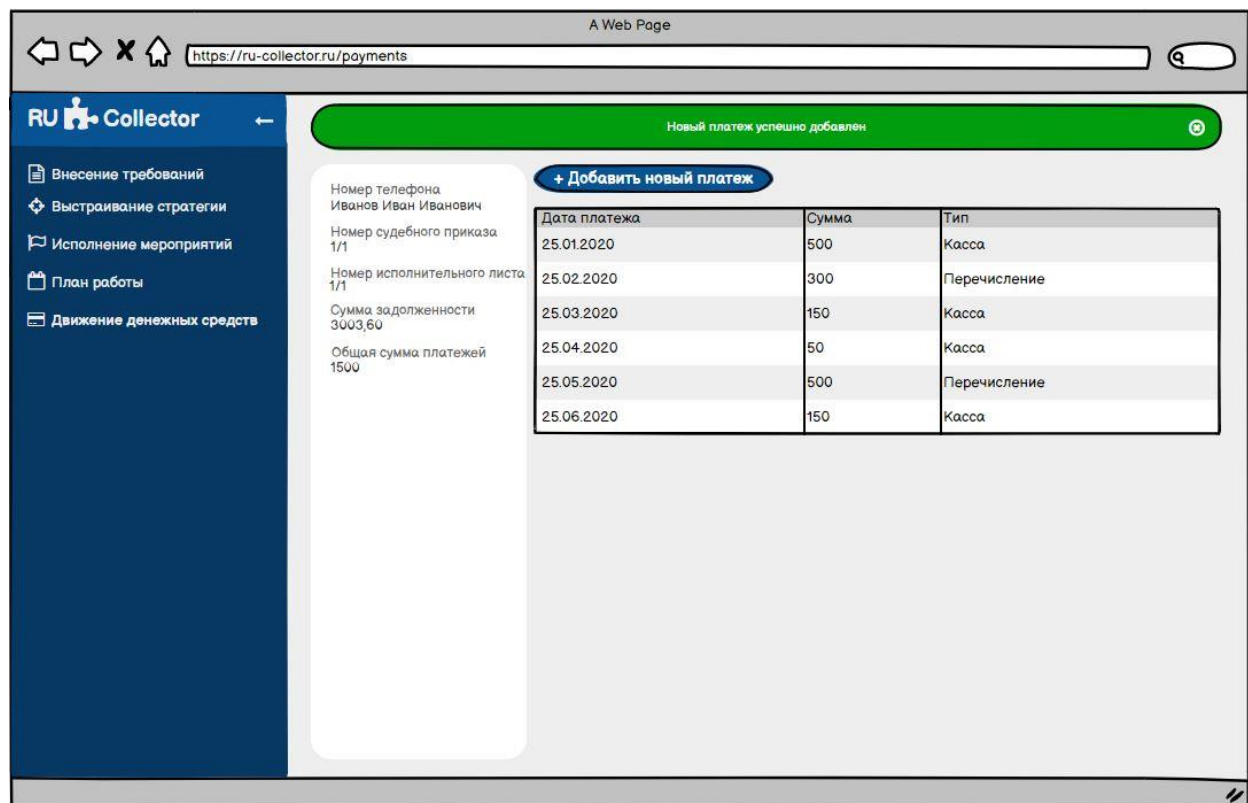 A Web Page
https://ru-collector.ru/payments
RU Collector
Внесение требований
Выстраивание стратегии
Исполнение мероприятий
План работы
Движение денежных средств
Новый платеж успешно добавлен
Номер телефона
Иванов Иван Иванович
Номер судебного приказа
1/1
Номер исполнительного листа
1/1
Сумма задолженности
3003,60
Общая сумма платежей
1500
+ Добавить новый платеж
Дата платежа Сумма Тип
25.01.2020 500 Касса
25.02.2020 300 Перечисление
25.03.2020 150 Касса
25.04.2020 50 Касса
25.05.2020 500 Перечисление
25.06.2020 150 Касса